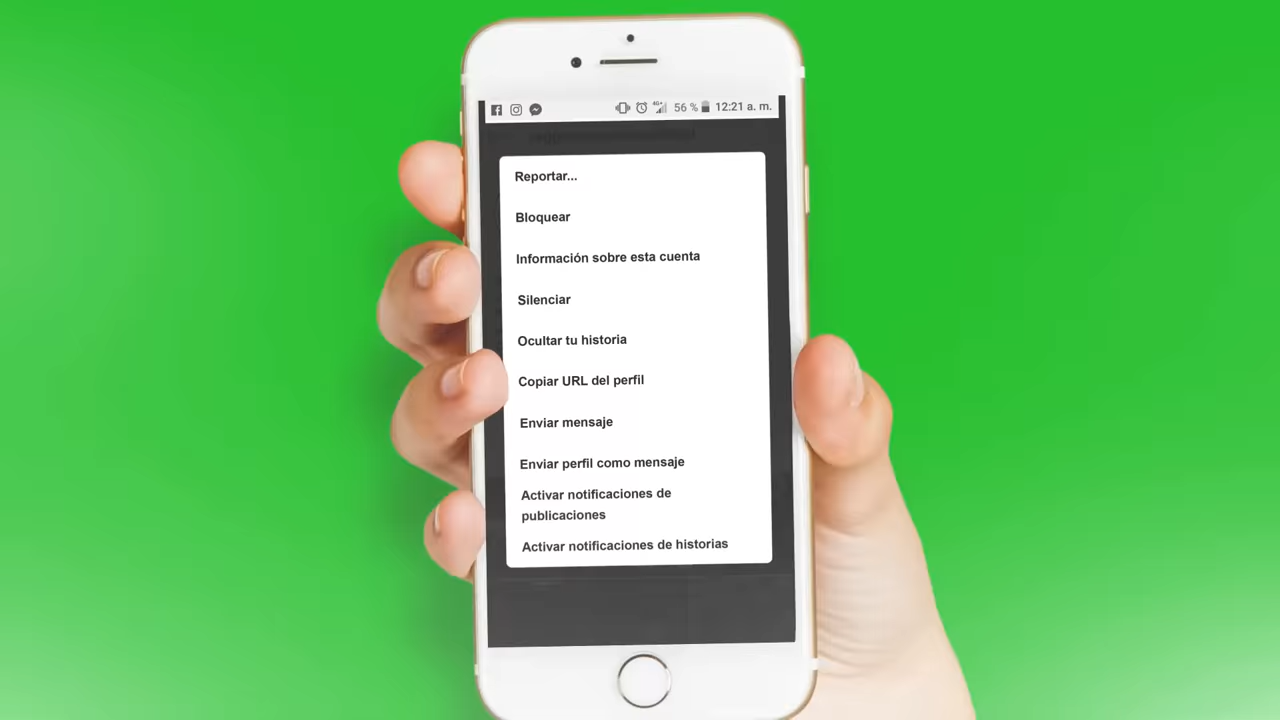 4G+ 56 % 12:21 a. m.
Reportar...
Bloquear
Información sobre esta cuenta
Silenciar
Ocultar tu historia
Copiar URL del perfil
Enviar mensaje
Enviar perfil como mensaje
Activar notificaciones de
publicaciones
Activar notificaciones de historias